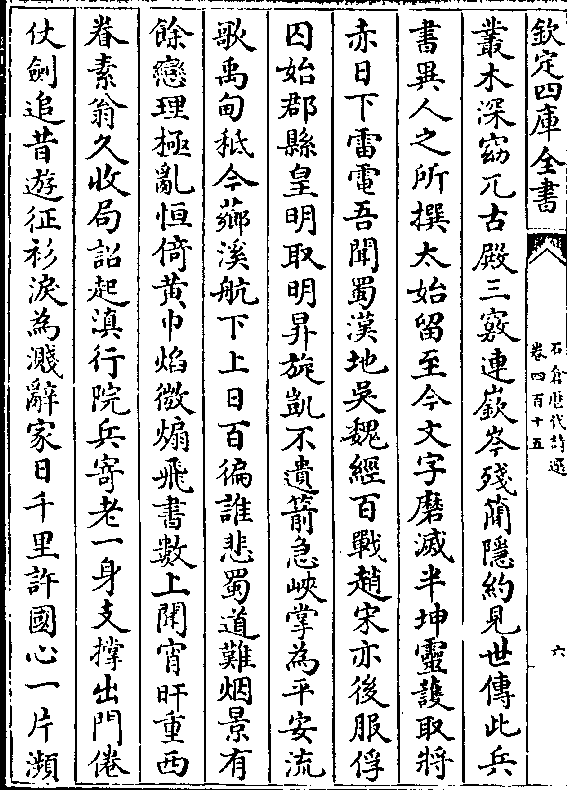 欽定四庫全書
石倉歷代詩選
卷四百十五
六
叢木深窈兀古殿三竅連嶔岑殘蕳隱約見世傳此兵
書異人之所撰太始留至今文字磨滅半坤靈護取將
赤日下雷電吾聞蜀漢地吳魏經百戰趙宋亦後服俘
囚始郡縣皇明取明昇旋凱不遺箭急峽掌為平安流
歌禹甸秪今薌溪航下上日百徧誰悲蜀道難烟景有
餘戀理極亂恒倚黄巾焰微煽飛書數上聞宵旰重西
眷素翁久收局詔起滇行院兵寄老一身支撐出門倦
仗劍追昔遊征衫淚為濺辭家日千里許國心一片瀕